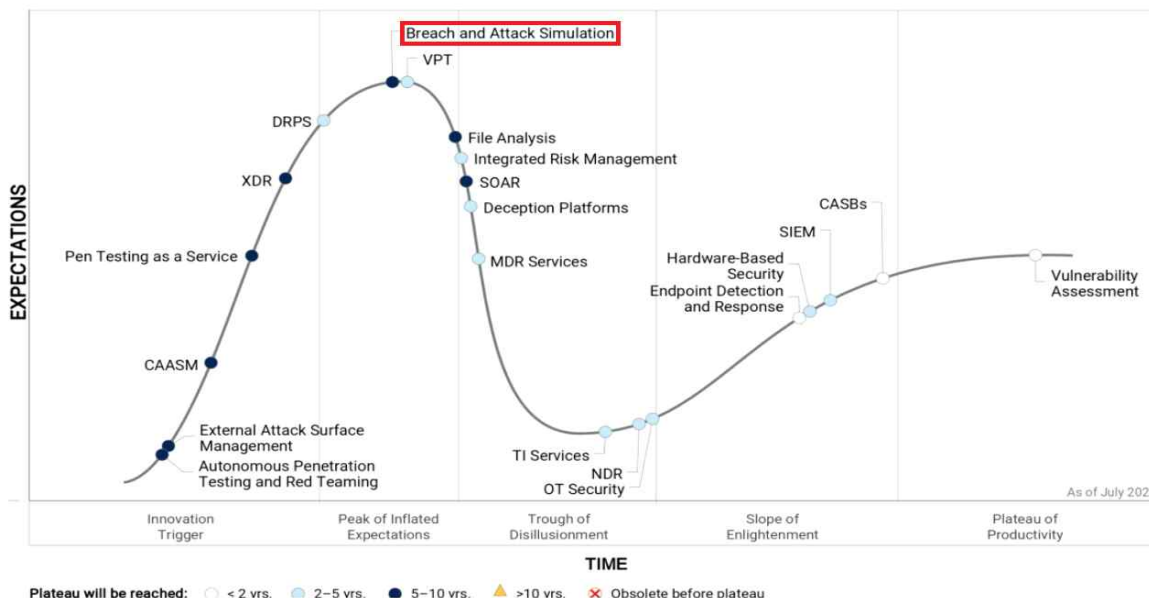 Breach and Attack Simulation
VPT
DRPS
File Analysis
Integrated Risk Management
XDR
SOAR
Deception Platforms
CASBs
SIEM
Pen Testing as a Service
MDR Services
Hardware-Based
Security
Endpoint Detection
and Response
Vulnerability
Assessment
CAASM
External Attack Surface
Management
Autonomous Penetration
Testing and Red Teaming
TI Services
NDR
OT Security
EXPECTATIONS
As of July 202
Innovation
Trigger
Peak of Inflated
Expectations
Trough of
Disillusionment
Slope of
Enlightenment
Plateau of
Productivity
TIME
Plateau will be reached: < 2 yrs. 2–5 yrs. 5–10 yrs. >10 yrs. Obsolete before plateau